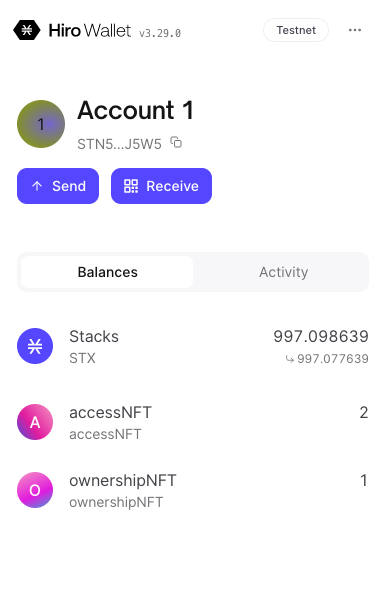 Hiro Wallet v3.29.0 Testnet
1
Account 1
STN5...J5W5
Send Receive
Balances Activity
Stacks 997.098639
STX 997.077639
A
accessNFT 2
accessNFT
O
ownershipNFT 1
ownershipNFT